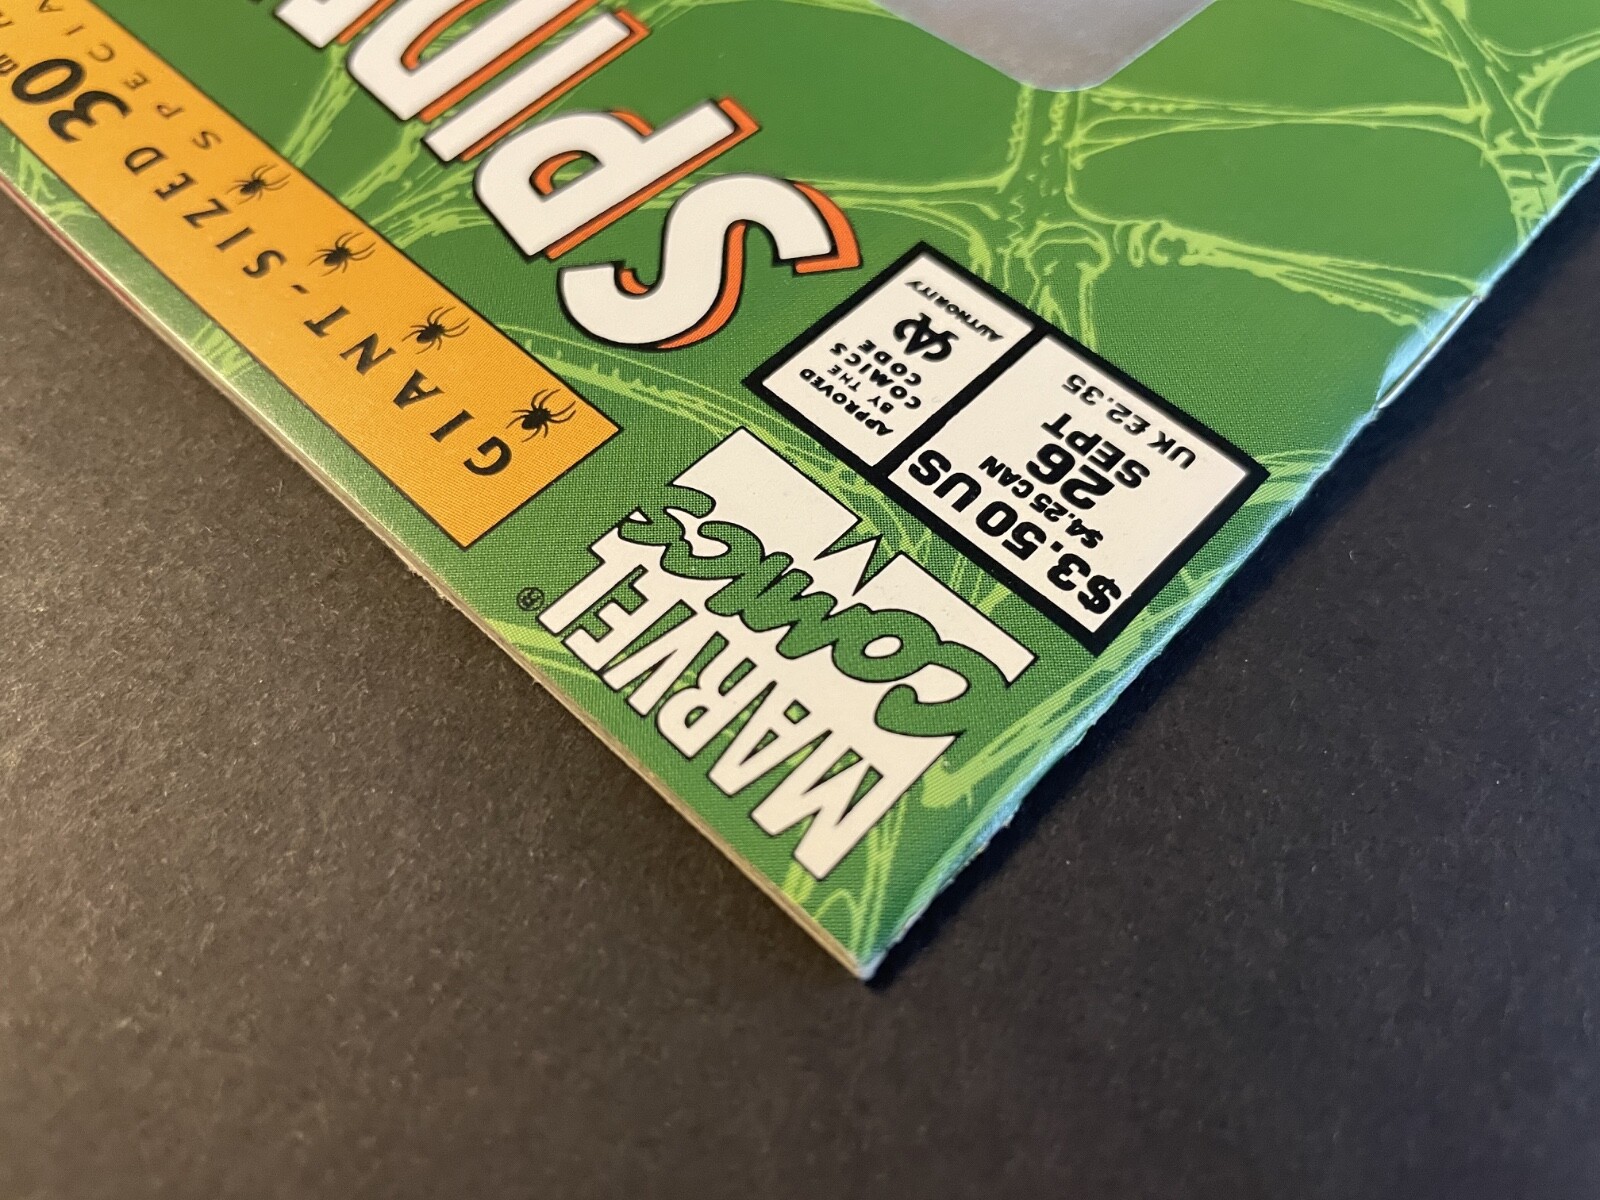 GIANT-SIZED 30TH
SPECIA
SPIDE
MARVEL®
COMICS
$3.50 US
$4.25 CAN
26
SEPT
UK £2.35
APPROVED
BY THE
COMICS
CODE
CA
AUTHORITY